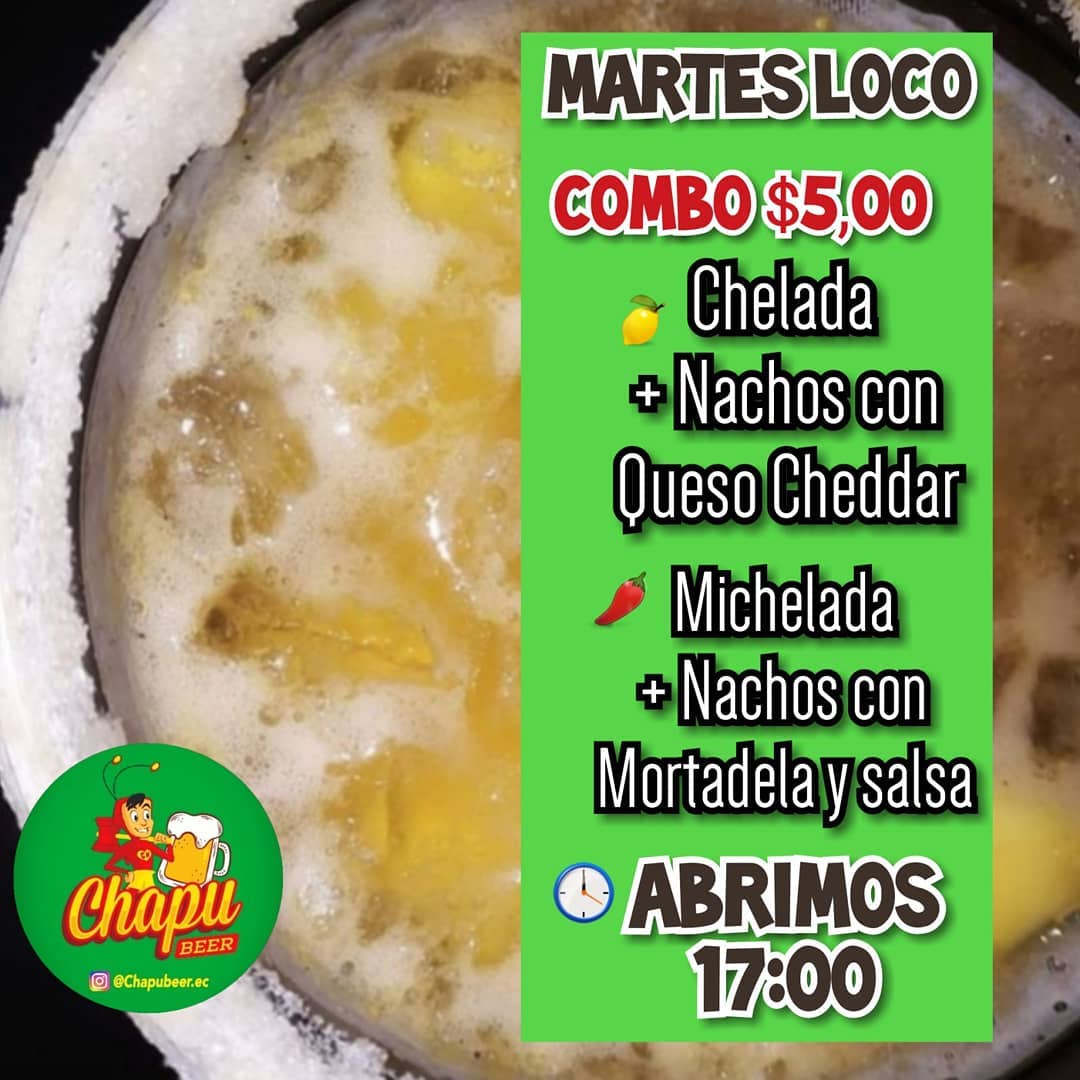 MARTES LOCO
COMBO $5,00
Chelada
+ Nachos con
Queso Cheddar
Michelada
+ Nachos con
Mortadela y salsa
ABRIMOS
17:00
Chapu
BEER
@Chapubeer.ec